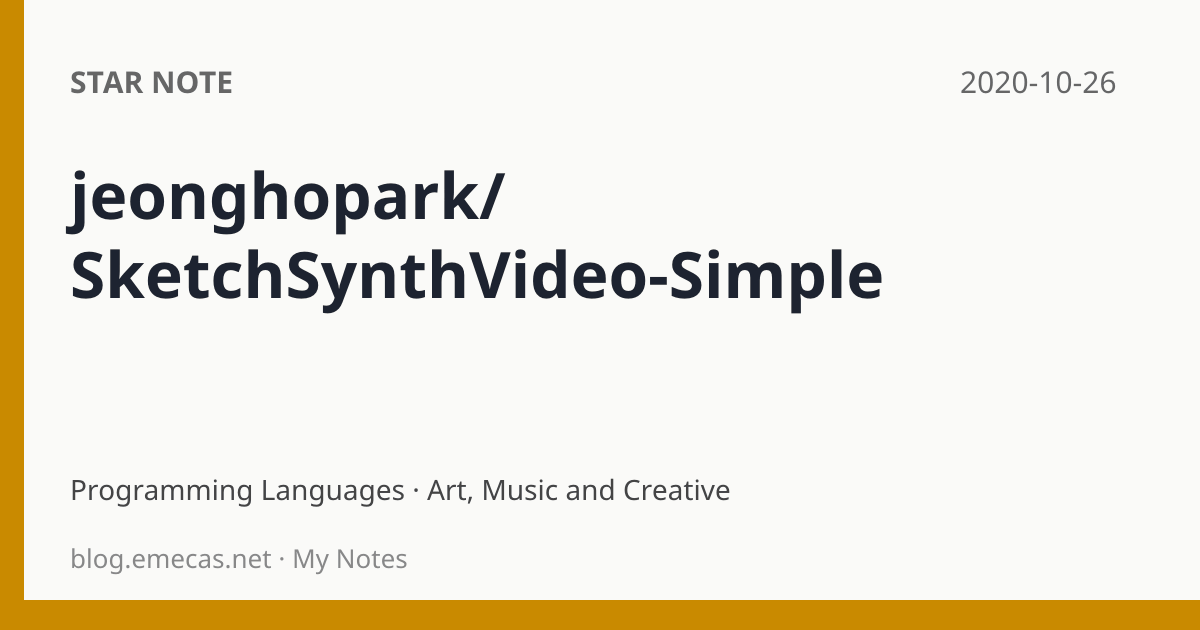 STAR NOTE
2020-10-26
jeonghopark/
SketchSynthVideo-Simple
Programming Languages · Art, Music and Creative
blog.emecas.net · My Notes